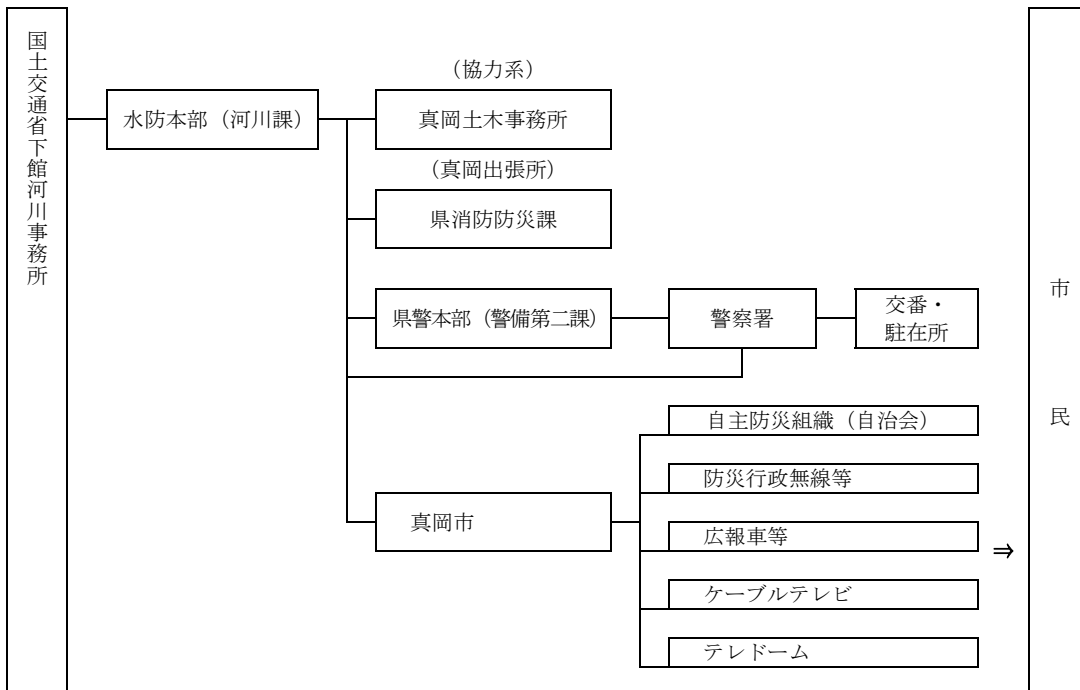 国土交通省下館河川事務所
(協力系)
水防本部(河川課)
真岡土木事務所
(真岡出張所)
県消防防災課
県警本部(警備第二課)
警察署
交番・
駐在所
自主防災組織(自治会)
防災行政無線等
真岡市
広報車等
⇒
ケーブルテレビ
テレドーム
市民